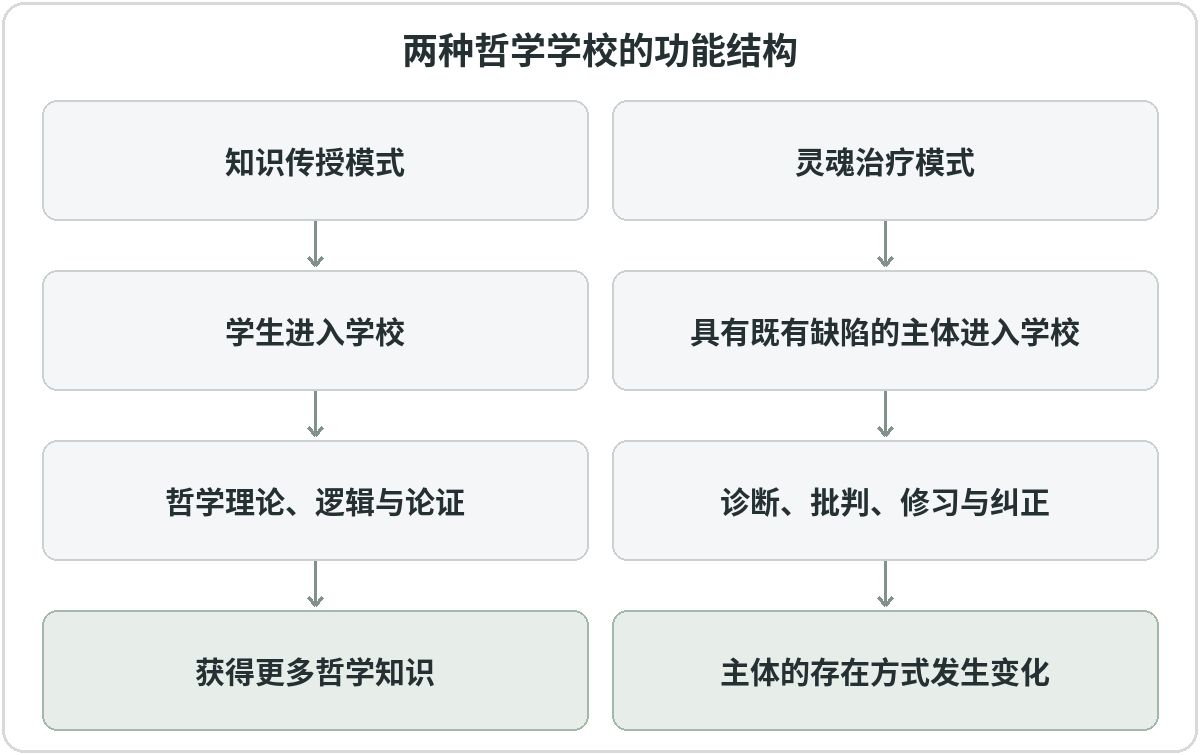 两种哲学学校的功能结构
知识传授模式
灵魂治疗模式
学生进入学校
具有既有缺陷的主体进入学校
哲学理论、逻辑与论证
诊断、批判、修习与纠正
获得更多哲学知识
主体的存在方式发生变化